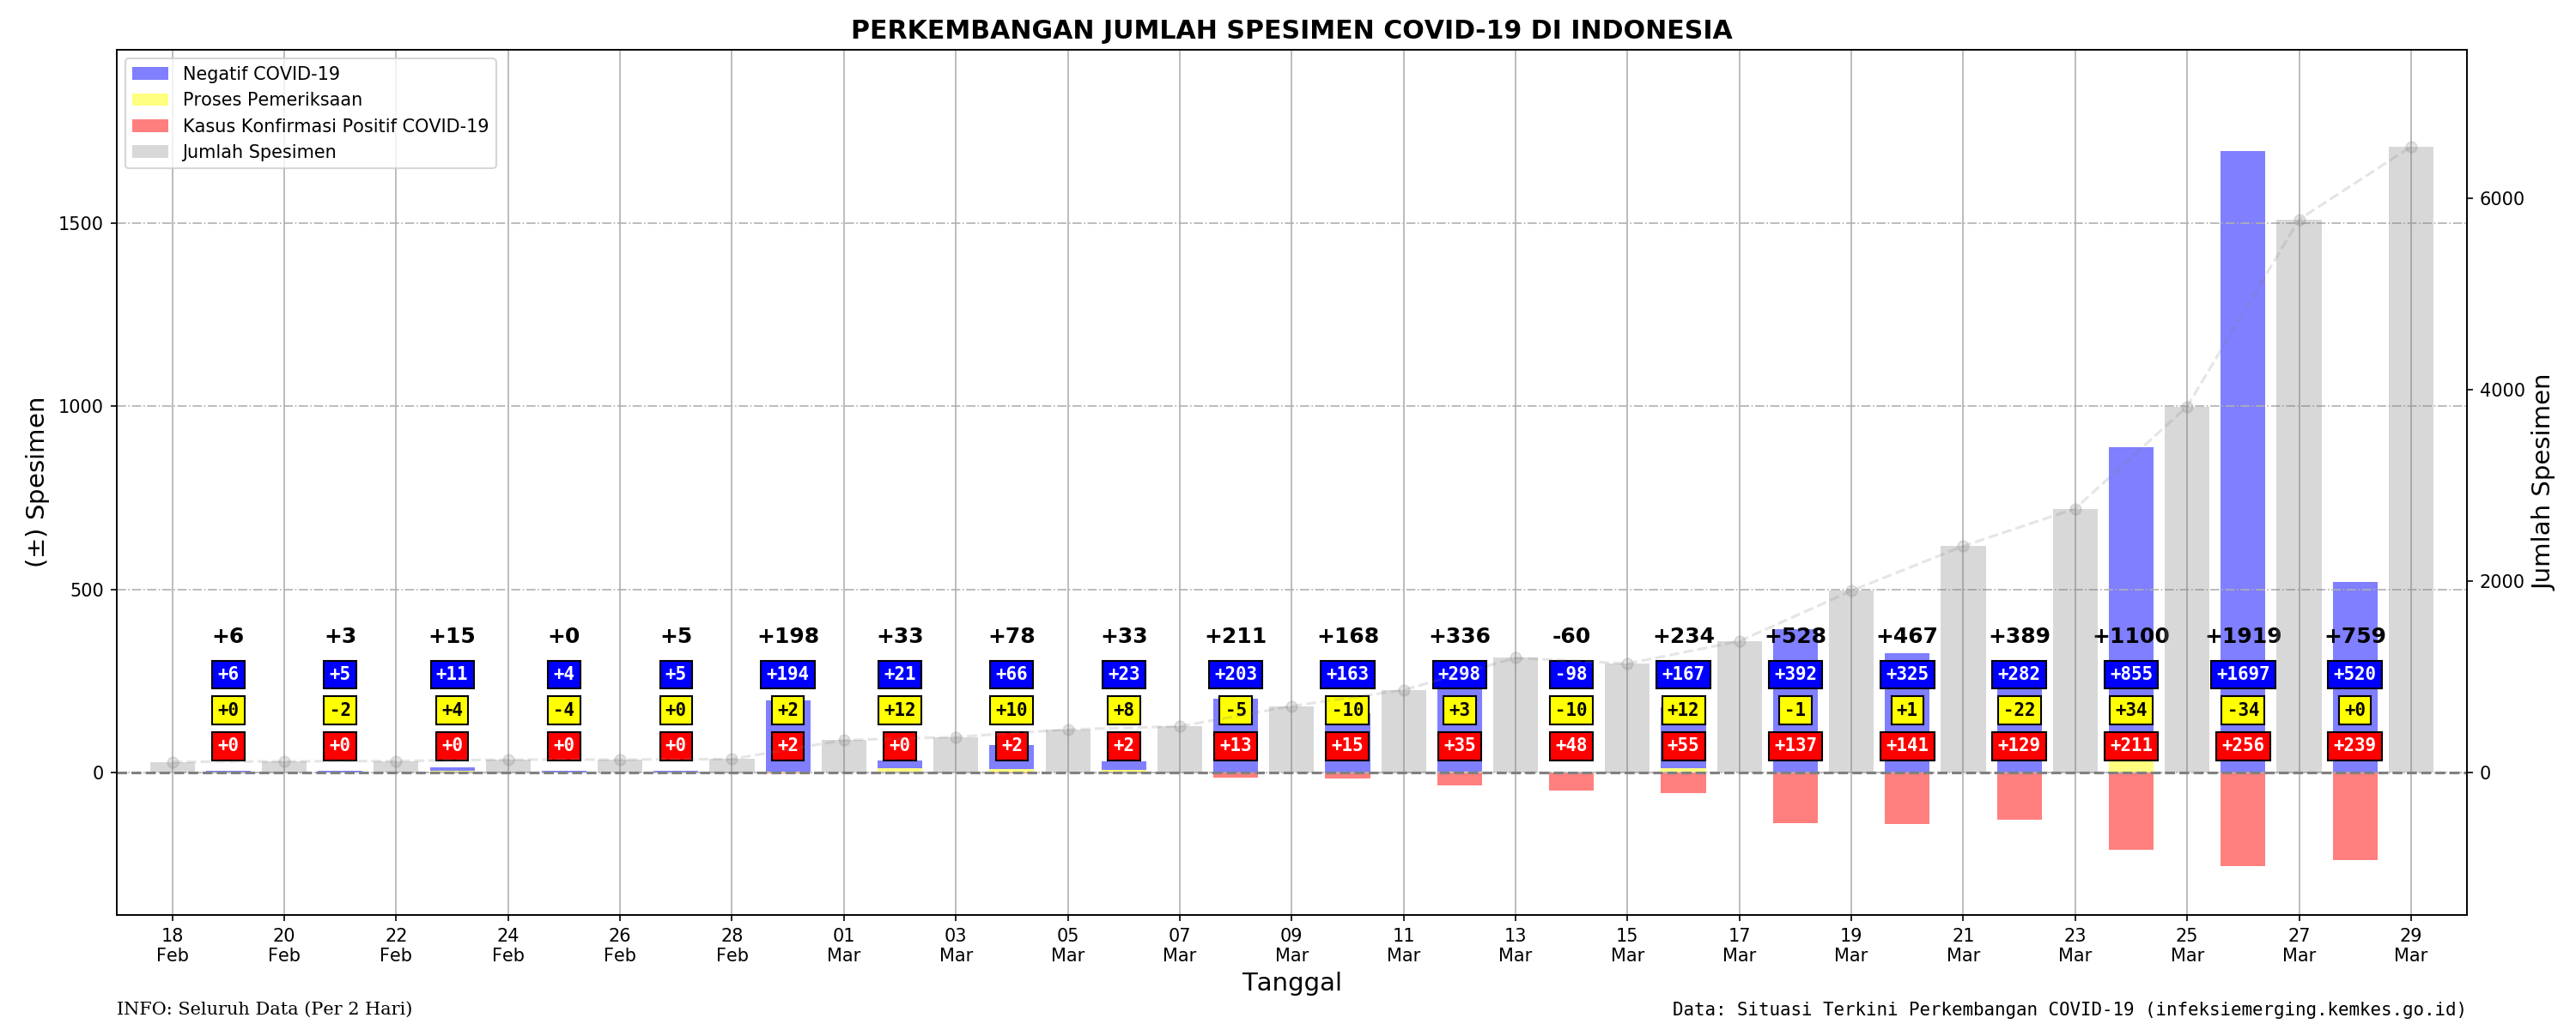 PERKEMBANGAN JUMLAH SPESIMEN COVID-19 DI INDONESIA
Negatif COVID-19
Proses Pemeriksaan
Kasus Konfirmasi Positif COVID-19
Jumlah Spesimen
(±) Spesimen
1500
1000
500
0
6000
4000
2000
0
Jumlah Spesimen
+6 +3 +15 +0 +5 +198 +33 +78 +33 +211 +168 +336 -60 +234 +528 +467 +389 +1100 +1919 +759
+6 +5 +11 +4 +5 +194 +21 +66 +23 +203 +163 +298 -98 +167 +392 +325 +282 +855 +1697 +520
+0 -2 +4 -4 +0 +2 +12 +10 +8 -5 -10 +3 -10 +12 -1 +1 -22 +34 -34 +0
+0 +0 +0 +0 +0 +2 +0 +2 +2 +13 +15 +35 +48 +55 +137 +141 +129 +211 +256 +239
18 20 22 24 26 28 01 03 05 07 09 11 13 15 17 19 21 23 25 27 29
Feb Feb Feb Feb Feb Feb Mar Mar Mar Mar Mar Mar Mar Mar Mar Mar Mar Mar Mar Mar Mar
Tanggal
INFO: Seluruh Data (Per 2 Hari)
Data: Situasi Terkini Perkembangan COVID-19 (infeksiemerging.kemkes.go.id)